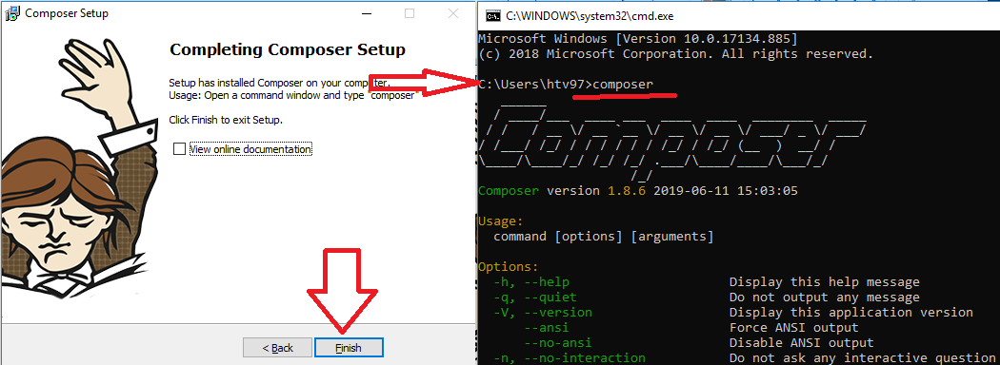 Composer Setup
Completing Composer Setup
Setup has installed Composer on your computer.
Usage: Open a command window and type "composer"
Click Finish to exit Setup.
View online documentation
< Back
Finish
C:\WINDOWS\system32\cmd.exe
Microsoft Windows [Version 10.0.17134.885]
(c) 2018 Microsoft Corporation. All rights reserved.
C:\Users\htv97>composer
Composer
Composer version 1.8.6 2019-06-11 15:03:05
Usage:
command [options] [arguments]
Options:
-h, --help Display this help message
-q, --quiet Do not output any message
-V, --version Display this application version
--ansi Force ANSI output
--no-ansi Disable ANSI output
-n, --no-interaction Do not ask any interactive question